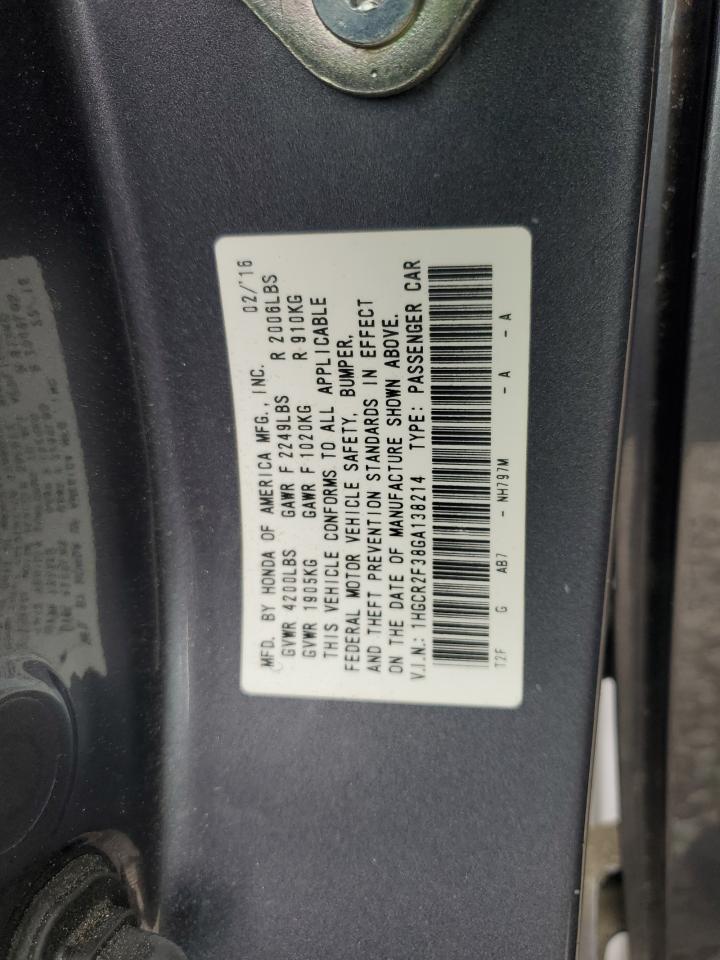 MFD. BY HONDA OF AMERICA MFG., INC. 02/'16
GVWR 4200LBS GAWR F 2249LBS R 2006LBS
GVWR 1905KG GAWR F 1020KG R 910KG
THIS VEHICLE CONFORMS TO ALL APPLICABLE
FEDERAL MOTOR VEHICLE SAFETY, BUMPER,
AND THEFT PREVENTION STANDARDS IN EFFECT
ON THE DATE OF MANUFACTURE SHOWN ABOVE.
V.I.N.: 1HGCR2F38GA138214 TYPE: PASSENGER CAR
T2F G AB7 - NH797M - A - A